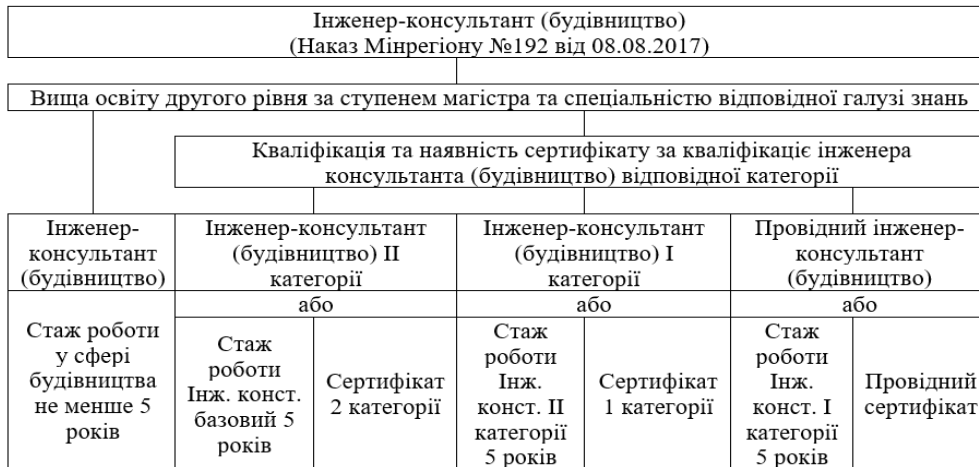 Інженер-консультант (будівництво)
(Наказ Мінрегіону №192 від 08.08.2017)
Вища освіту другого рівня за ступенем магістра та спеціальністю відповідної галузі знань
Кваліфікація та наявність сертифікату за кваліфікаціє інженера
консультанта (будівництво) відповідної категорії
Інженер-
консультант
(будівництво)
Інженер-консультант
(будівництво) ІІ
категорії
Інженер-консультант
(будівництво) І
категорії
Провідний інженер-
консультант
(будівництво)
Стаж роботи
у сфері
будівництва
не менше 5
років
або
Стаж
роботи
Інж. конст.
базовий 5
років
Сертифікат
2 категорії
або
Стаж
роботи
Інж.
конст. ІІ
категорії
5 років
Сертифікат
1 категорії
або
Стаж
роботи
Інж.
конст. І
категорії
5 років
Провідний
сертифікат